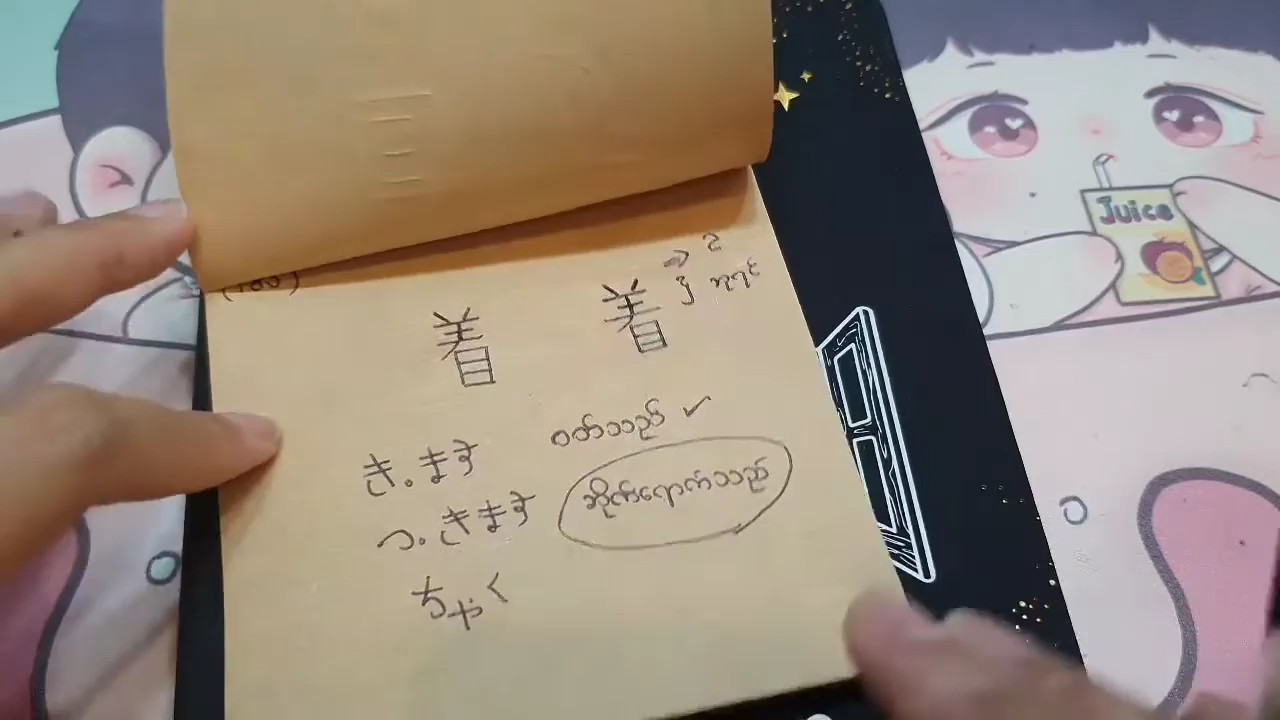 着 着
き.ます ဝတ်သည် ✓
つ.きます ဆိုက်ရောက်သည်
ちゃく
Juice